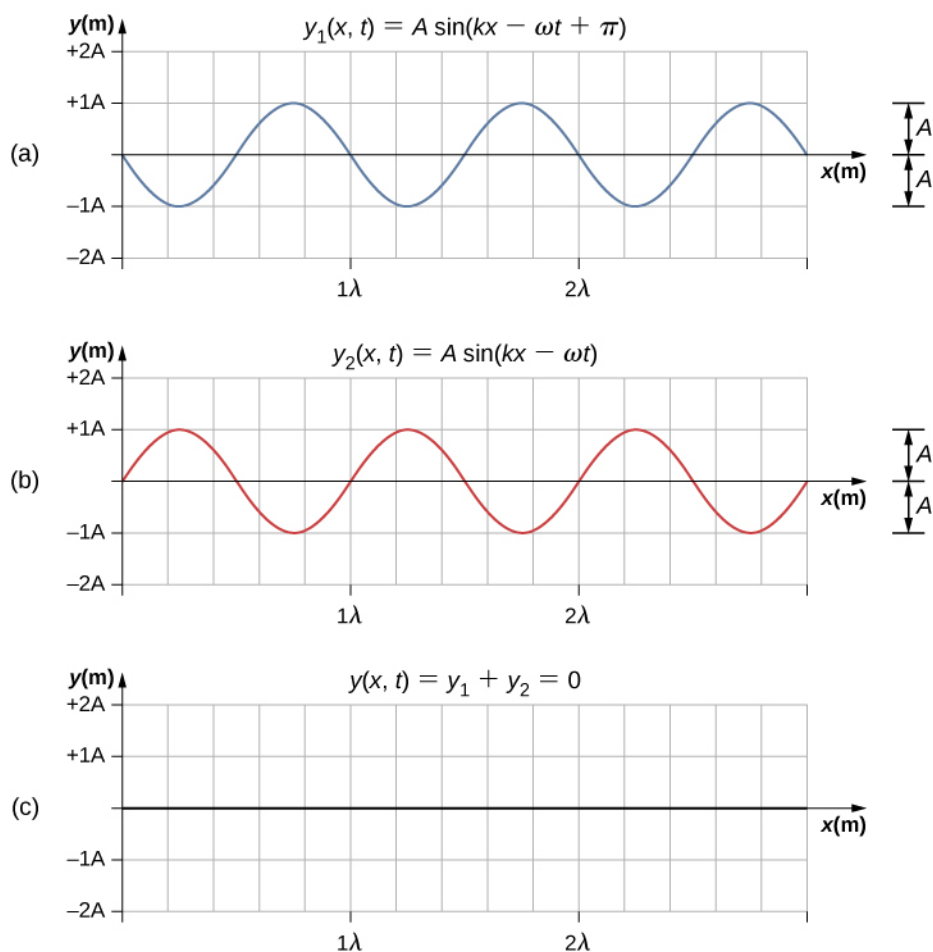 y(m)
y₁(x, t) = A sin(kx − ωt + π)
+2A
+1A
A
(a)
x(m)
A
−1A
−2A
1λ 2λ
y(m)
y₂(x, t) = A sin(kx − ωt)
+2A
+1A
A
(b)
x(m)
A
−1A
−2A
1λ 2λ
y(m)
y(x, t) = y₁ + y₂ = 0
+2A
+1A
(c)
x(m)
−1A
−2A
1λ 2λ